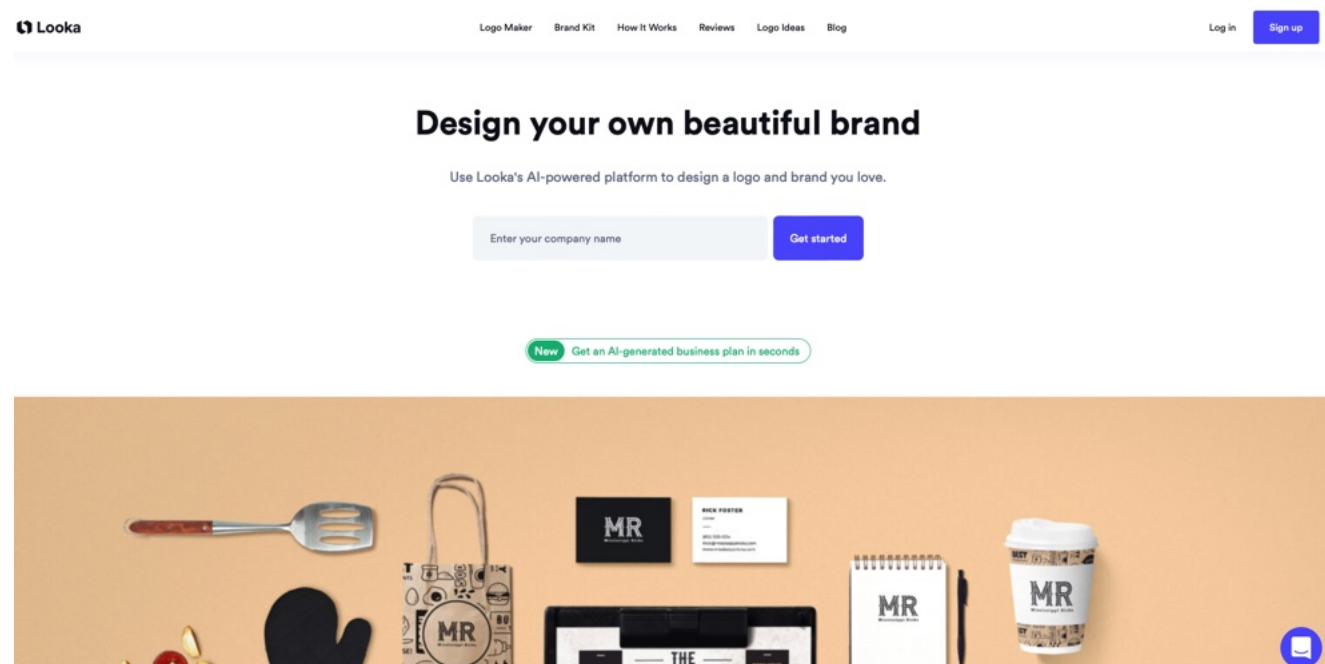 Looka
Logo Maker
Brand Kit
How It Works
Reviews
Logo Ideas
Blog
Log in
Sign up
Design your own beautiful brand
Use Looka's AI-powered platform to design a logo and brand you love.
Enter your company name
Get started
New Get an AI-generated business plan in seconds
MR
RICK FOSTER
MR
MR
BEST
MR
THE